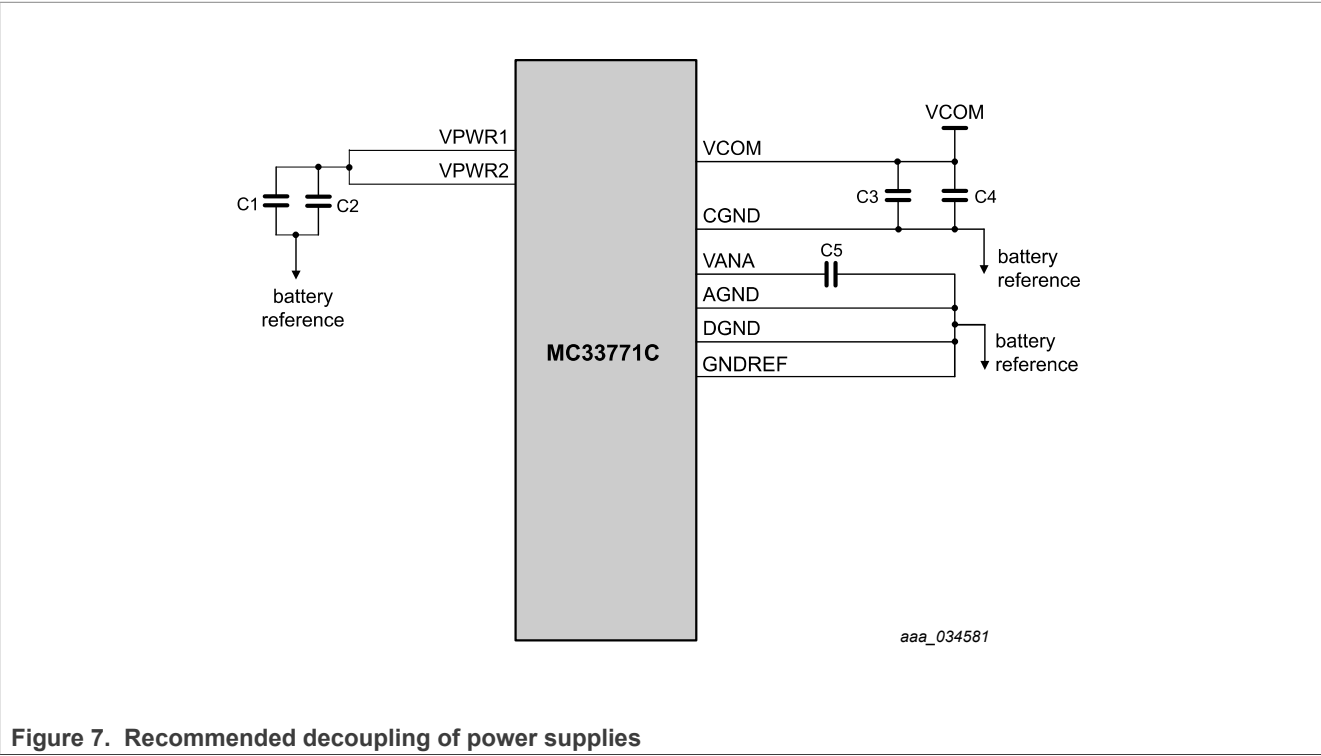 VCOM
VPWR1
VCOM
VPWR2
C1
C2
C3
C4
CGND
C5
battery
reference
VANA
battery
reference
AGND
DGND
battery
reference
MC33771C
GNDREF
aaa_034581
Figure 7. Recommended decoupling of power supplies